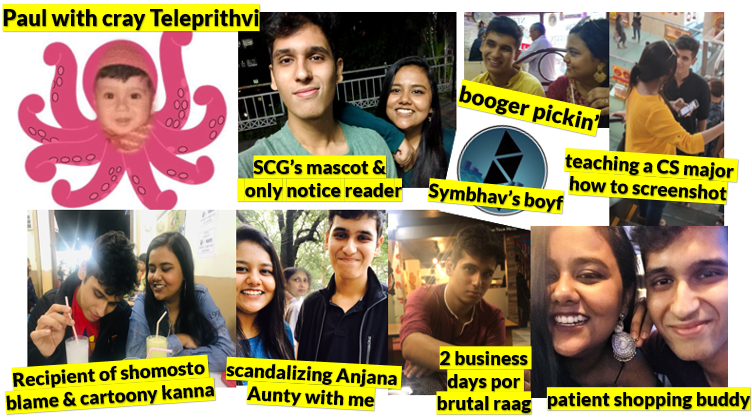 Paul with cray Teleprithvi
SCG's mascot &
only notice reader
booger pickin'
Symbhav's boyf
teaching a CS major
how to screenshot
Recipient of shomosto
blame & cartoony kanna
scandalizing Anjana
Aunty with me
2 business
days por
brutal raag
patient shopping buddy